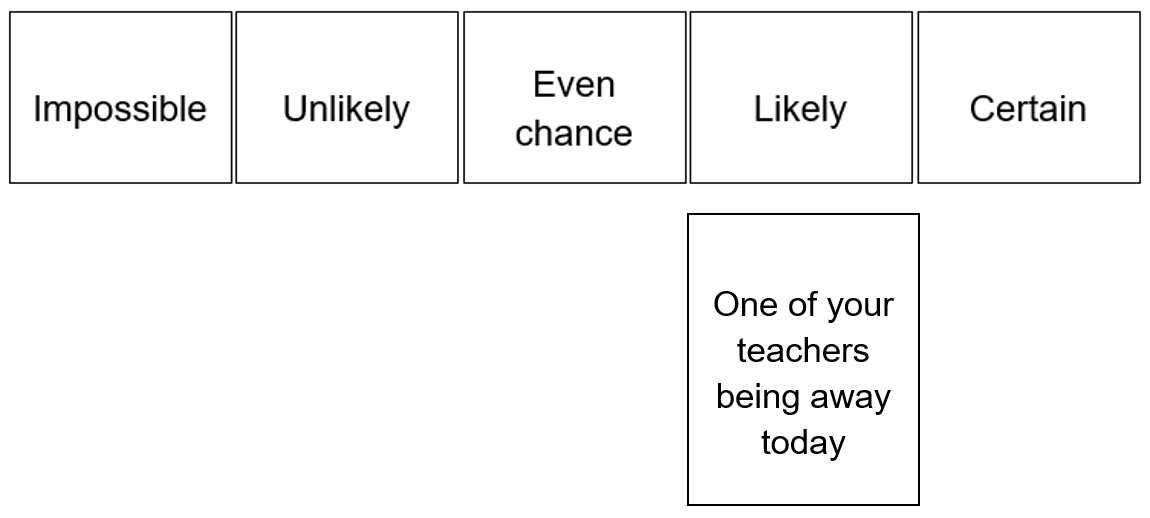 Impossible
Unlikely
Even
chance
Likely
Certain
One of your
teachers
being away
today